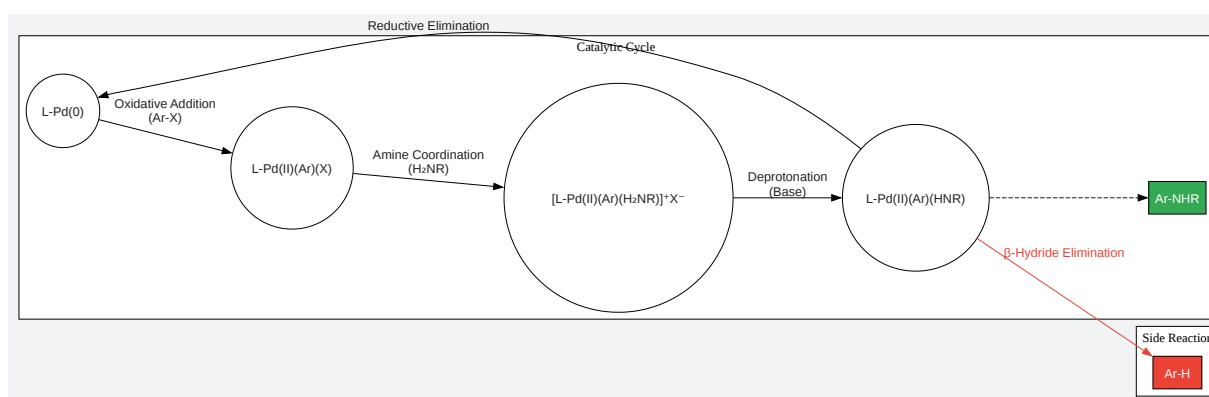 Reductive Elimination
Catalytic Cycle
L-Pd(0)
Oxidative Addition
(Ar-X)
L-Pd(II)(Ar)(X)
Amine Coordination
(H₂NR)
[L-Pd(II)(Ar)(H₂NR)]⁺X⁻
Deprotonation
(Base)
L-Pd(II)(Ar)(HNR)
Ar-NHR
β-Hydride Elimination
Side Reaction
Ar-H